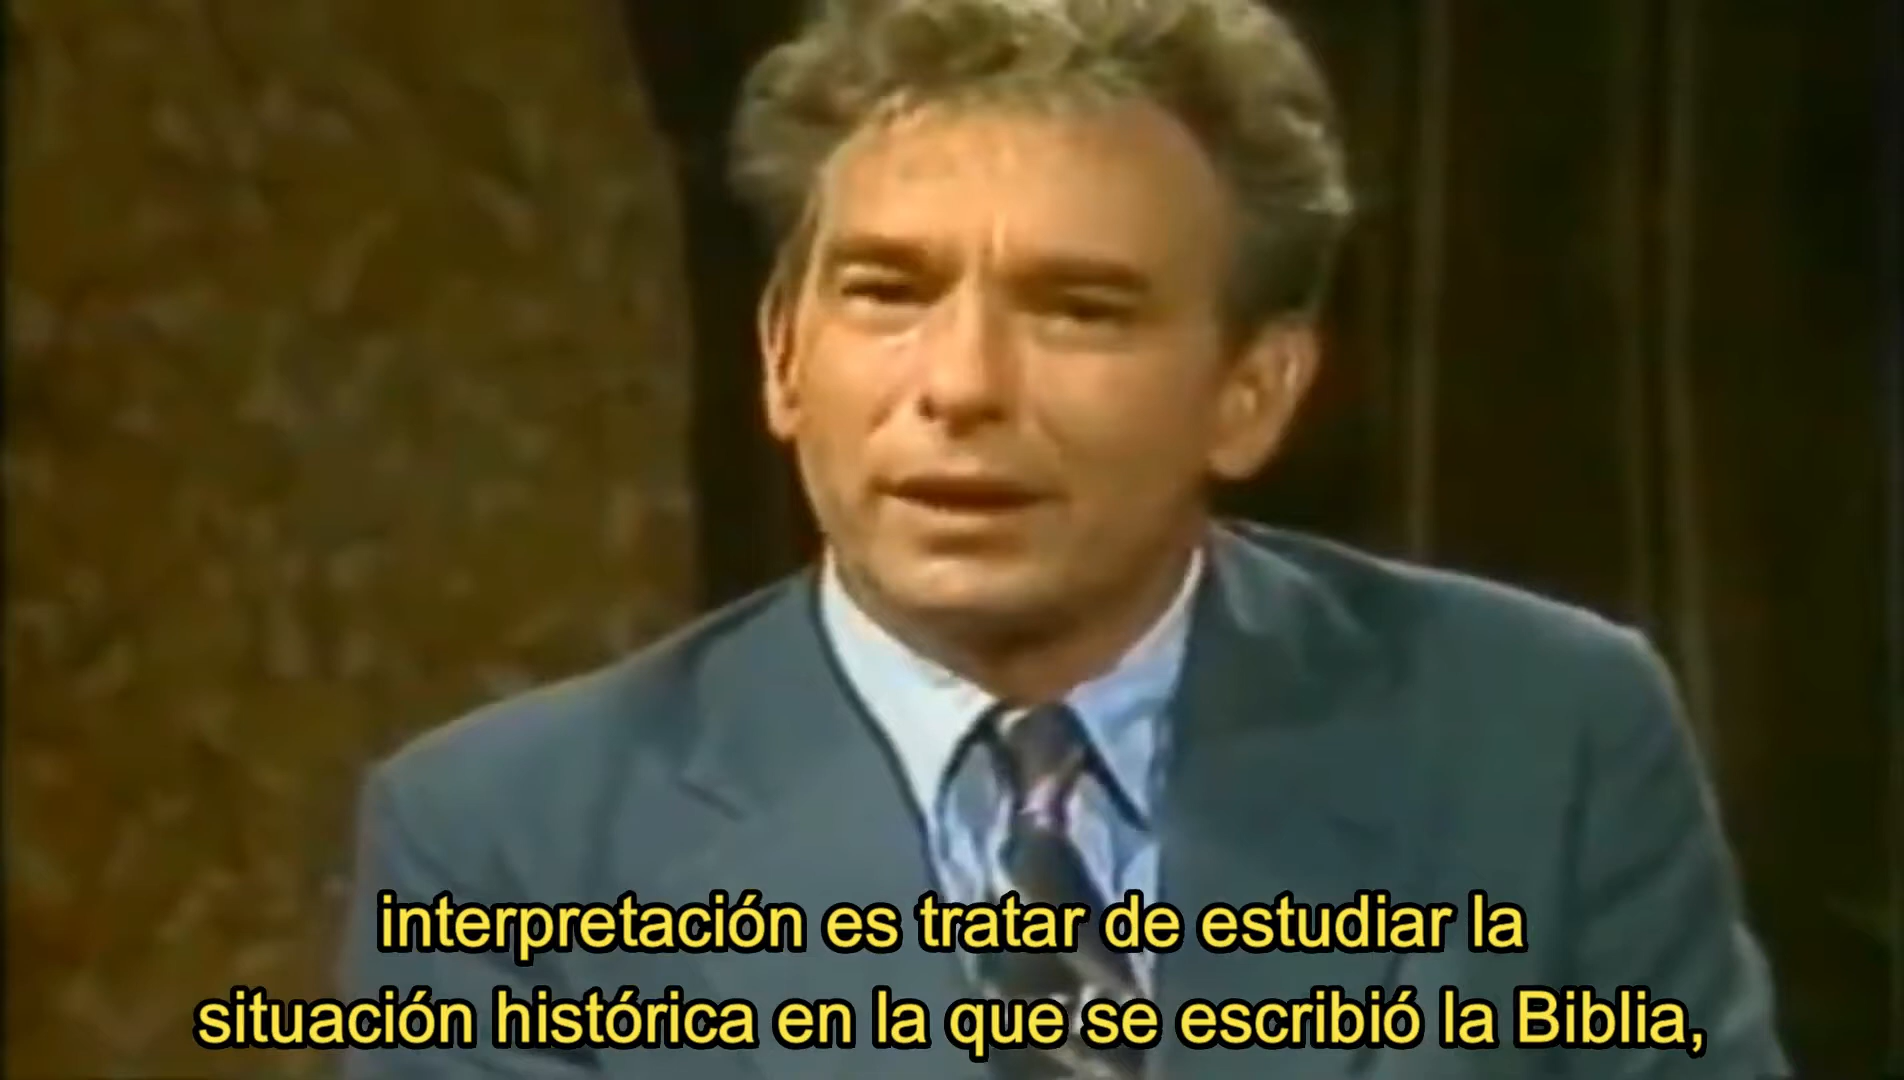 interpretación es tratar de estudiar la
situación histórica en la que se escribió la Biblia,